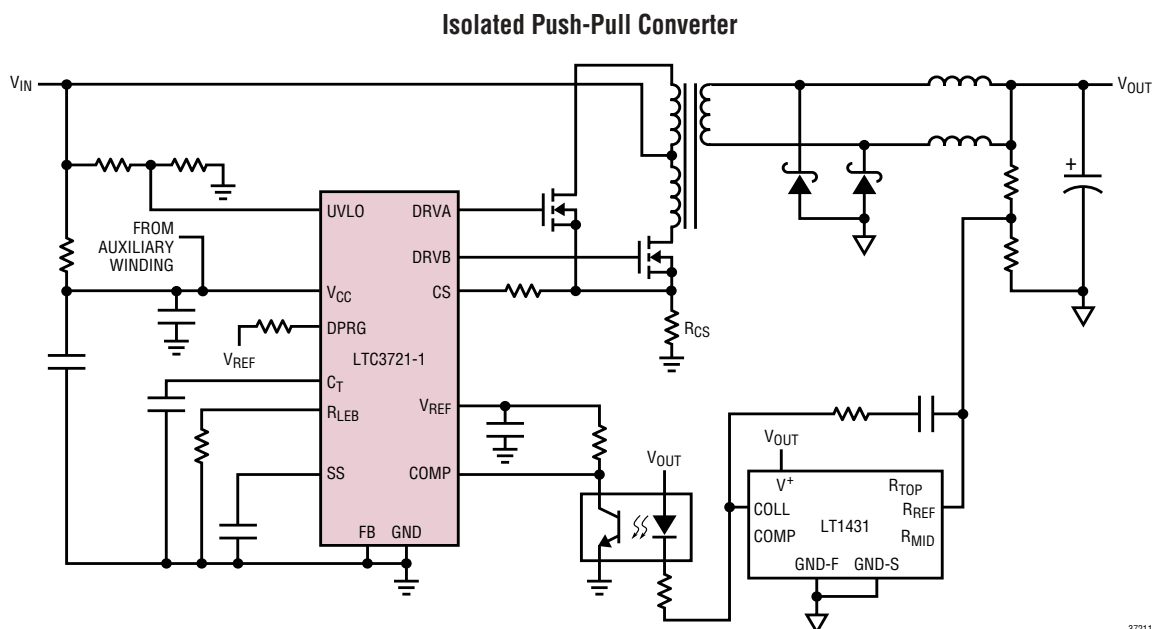 Isolated Push-Pull Converter
VIN
VOUT
UVLO
DRVA
FROM
AUXILIARY
WINDING
DRVB
VCC
CS
RCS
DPRG
VREF
LTC3721-1
CT
RLEB
VREF
SS
COMP
VOUT
FB
GND
VOUT
V+
RTOP
COLL
RREF
COMP
LT1431
RMID
GND-F
GND-S
+